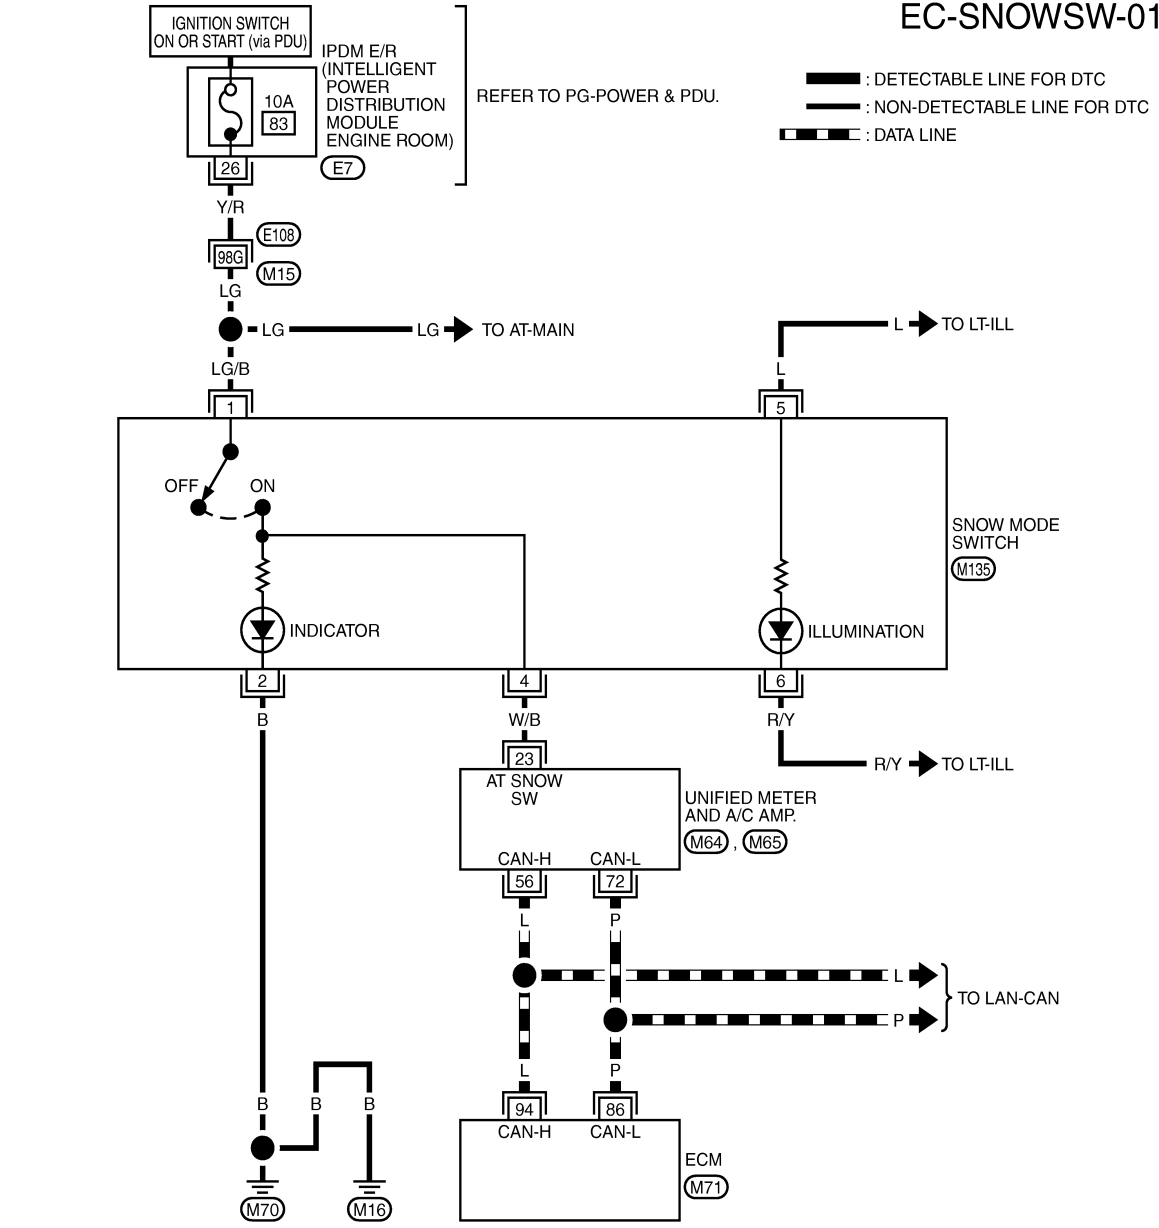 EC-SNOWSW-01
IGNITION SWITCH
ON OR START (via PDU)
IPDM E/R
(INTELLIGENT
POWER
DISTRIBUTION
MODULE
ENGINE ROOM)
E7
10A
83
26
REFER TO PG-POWER & PDU.
: DETECTABLE LINE FOR DTC
: NON-DETECTABLE LINE FOR DTC
: DATA LINE
Y/R
E108
98G
M15
LG
LG
LG
TO AT-MAIN
LG/B
1
L
TO LT-ILL
L
5
OFF
ON
INDICATOR
ILLUMINATION
SNOW MODE
SWITCH
M135
2
4
6
B
W/B
R/Y
R/Y
TO LT-ILL
23
AT SNOW
SW
UNIFIED METER
AND A/C AMP.
M64 , M65
CAN-H
CAN-L
56
72
L
P
L
P
TO LAN-CAN
L
P
B
B
B
94
86
CAN-H
CAN-L
ECM
M71
M70
M16